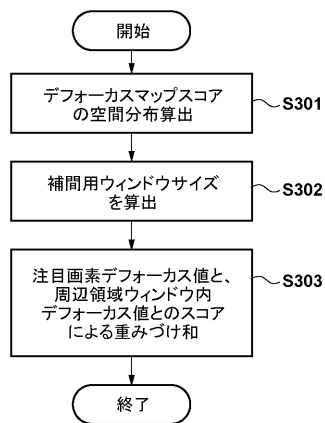 開始
デフォーカスマップスコア
の空間分布算出
S301
補間用ウィンドウサイズ
を算出
S302
注目画素デフォーカス値と、
周辺領域ウィンドウ内
デフォーカス値とのスコア
による重みづけ和
S303
終了